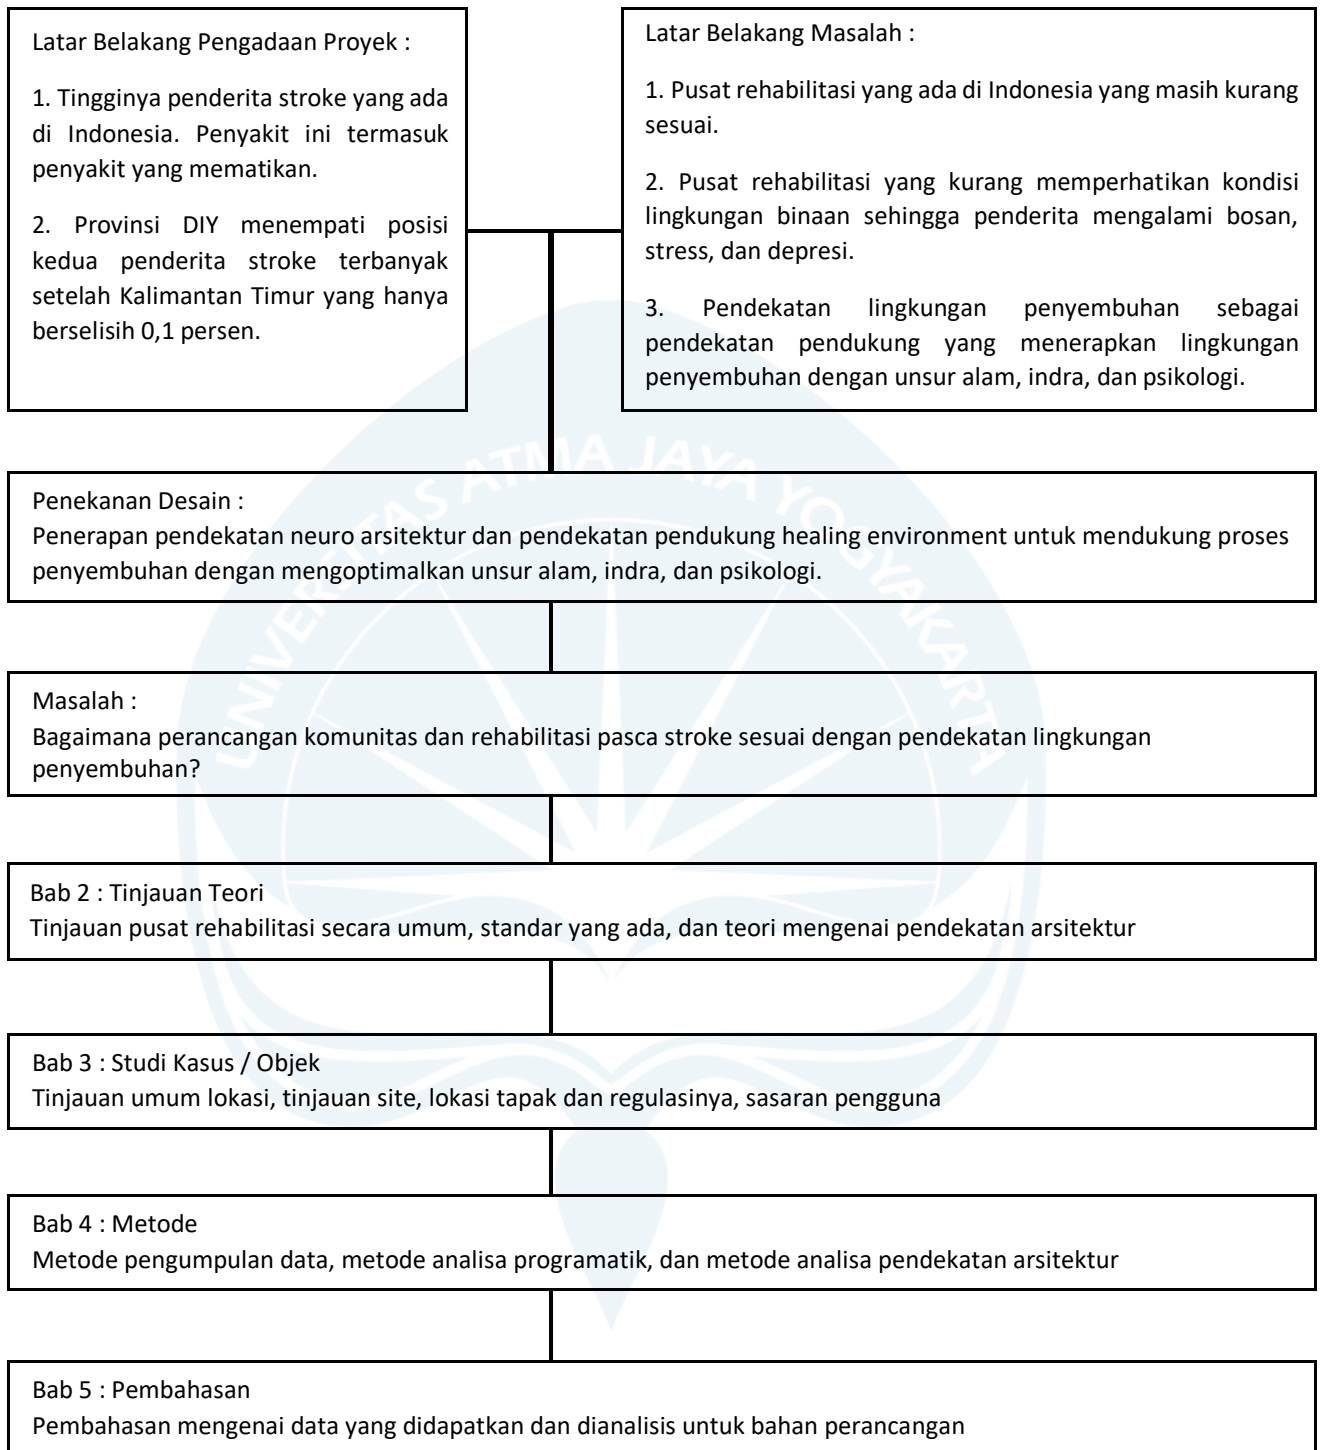 Latar Belakang Pengadaan Proyek :
1. Tingginya penderita stroke yang ada
di Indonesia. Penyakit ini termasuk
penyakit yang mematikan.
2. Provinsi DIY menempati posisi
kedua penderita stroke terbanyak
setelah Kalimantan Timur yang hanya
berselisih 0,1 persen.
Latar Belakang Masalah :
1. Pusat rehabilitasi yang ada di Indonesia yang masih kurang
sesuai.
2. Pusat rehabilitasi yang kurang memperhatikan kondisi
lingkungan binaan sehingga penderita mengalami bosan,
stress, dan depresi.
3. Pendekatan lingkungan penyembuhan sebagai
pendekatan pendukung yang menerapkan lingkungan
penyembuhan dengan unsur alam, indra, dan psikologi.
UNIVERSITAS ATMA JAYA YOGYAKARTA
Penekanan Desain :
Penerapan pendekatan neuro arsitektur dan pendekatan pendukung healing environment untuk mendukung proses
penyembuhan dengan mengoptimalkan unsur alam, indra, dan psikologi.
Masalah :
Bagaimana perancangan komunitas dan rehabilitasi pasca stroke sesuai dengan pendekatan lingkungan
penyembuhan?
Bab 2 : Tinjauan Teori
Tinjauan pusat rehabilitasi secara umum, standar yang ada, dan teori mengenai pendekatan arsitektur
Bab 3 : Studi Kasus / Objek
Tinjauan umum lokasi, tinjauan site, lokasi tapak dan regulasinya, sasaran pengguna
Bab 4 : Metode
Metode pengumpulan data, metode analisa programatik, dan metode analisa pendekatan arsitektur
Bab 5 : Pembahasan
Pembahasan mengenai data yang didapatkan dan dianalisis untuk bahan perancangan